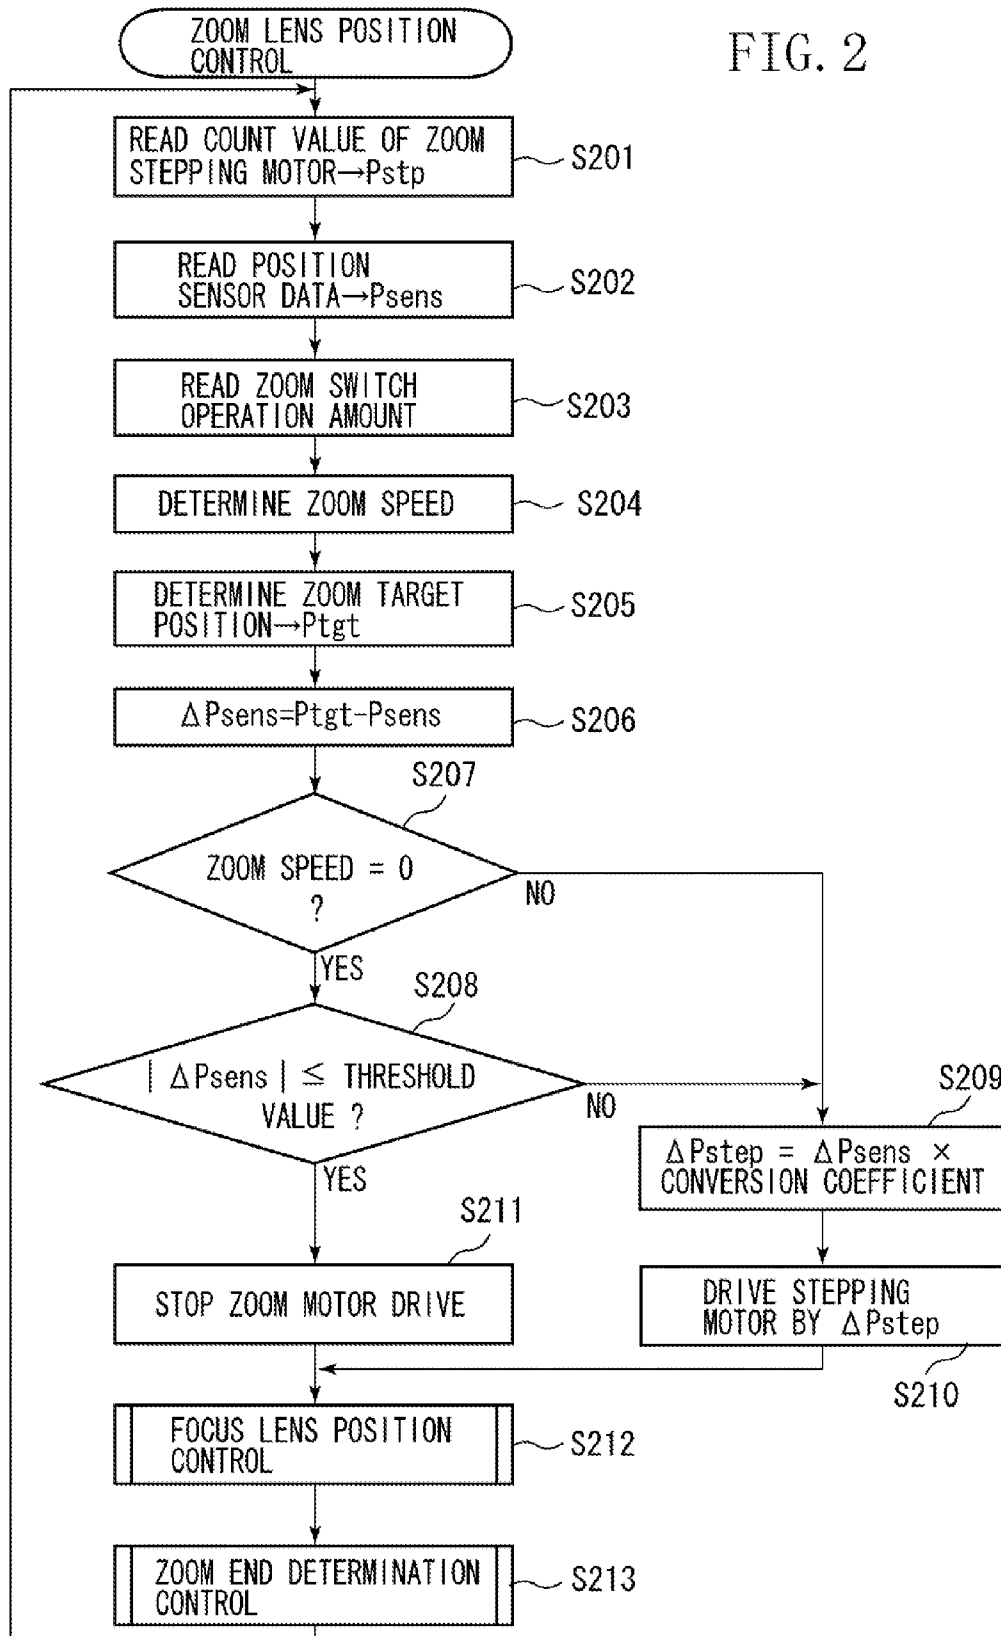 ZOOM LENS POSITION
CONTROL
FIG. 2
READ COUNT VALUE OF ZOOM
STEPPING MOTOR→Pstp
S201
READ POSITION
SENSOR DATA→Psens
S202
READ ZOOM SWITCH
OPERATION AMOUNT
S203
DETERMINE ZOOM SPEED
S204
DETERMINE ZOOM TARGET
POSITION→Ptgt
S205
ΔPsens=Ptgt-Psens
S206
S207
ZOOM SPEED = 0
?
NO
YES
S208
| ΔPsens | ≦ THRESHOLD
VALUE ?
NO
YES
S209
ΔPstep = ΔPsens ×
CONVERSION COEFFICIENT
S211
STOP ZOOM MOTOR DRIVE
DRIVE STEPPING
MOTOR BY ΔPstep
S210
FOCUS LENS POSITION
CONTROL
S212
ZOOM END DETERMINATION
CONTROL
S213